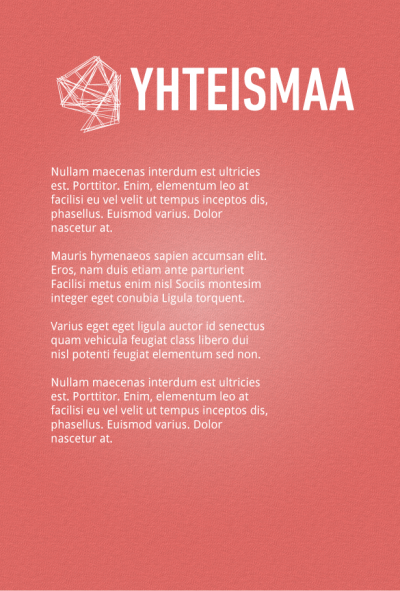 YHTEISMAA
Nullam maecenas interdum est ultricies
est. Porttitor. Enim, elementum leo at
facilisi eu vel velit ut tempus inceptos dis,
phasellus. Euismod varius. Dolor
nascetur at.
Mauris hymenaeos sapien accumsan elit.
Eros, nam duis etiam ante parturient
Facilisi metus enim nisl Sociis montesim
integer eget conubia Ligula torquent.
Varius eget eget ligula auctor id senectus
quam vehicula feugiat class libero dui
nisl potenti feugiat elementum sed non.
Nullam maecenas interdum est ultricies
est. Porttitor. Enim, elementum leo at
facilisi eu vel velit ut tempus inceptos dis,
phasellus. Euismod varius. Dolor
nascetur at.